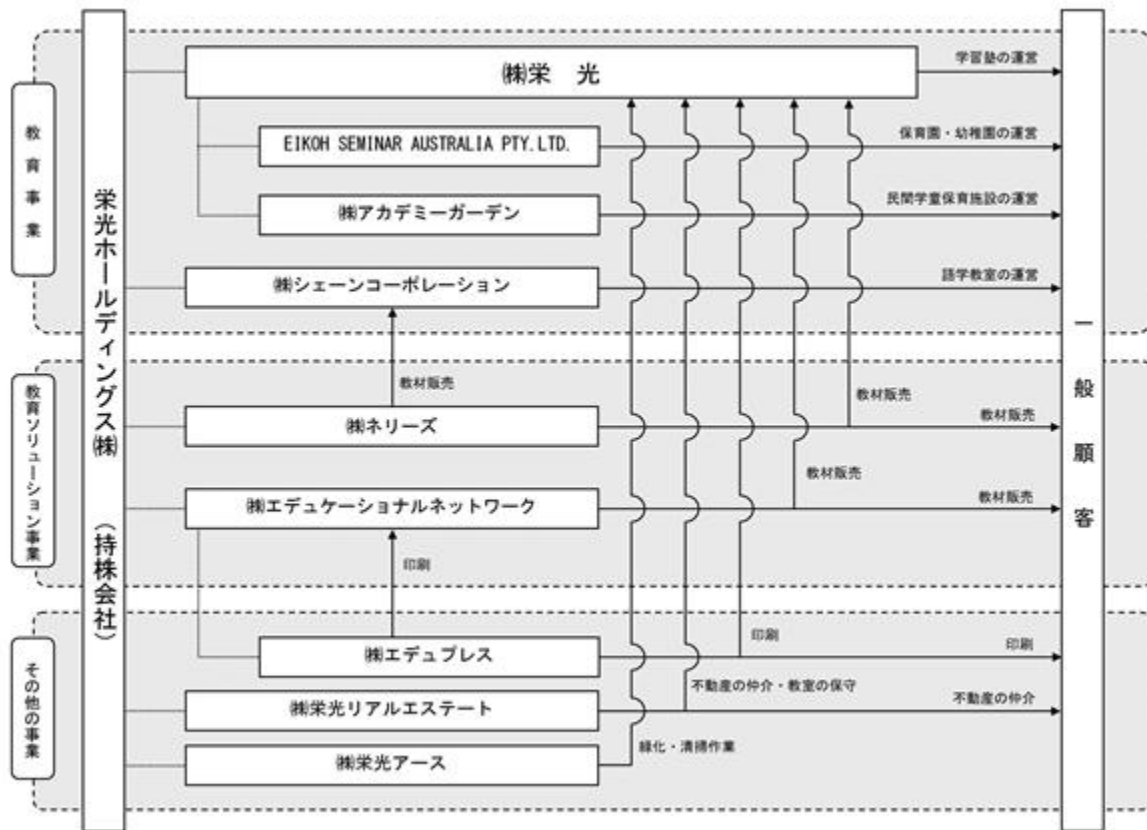 栄光ホールディングス㈱　（持株会社）
教育事業
㈱栄　光
学習塾の運営
EIKOH SEMINAR AUSTRALIA PTY.LTD.
保育園・幼稚園の運営
㈱アカデミーガーデン
民間学童保育施設の運営
㈱シェーンコーポレーション
語学教室の運営
教育ソリューション事業
教材販売
㈱ネリーズ
教材販売
教材販売
㈱エデュケーショナルネットワーク
教材販売
教材販売
印刷
その他の事業
㈱エデュプレス
印刷
印刷
㈱栄光リアルエステート
不動産の仲介・教室の保守
不動産の仲介
㈱栄光アース
緑化・清掃作業
一般顧客